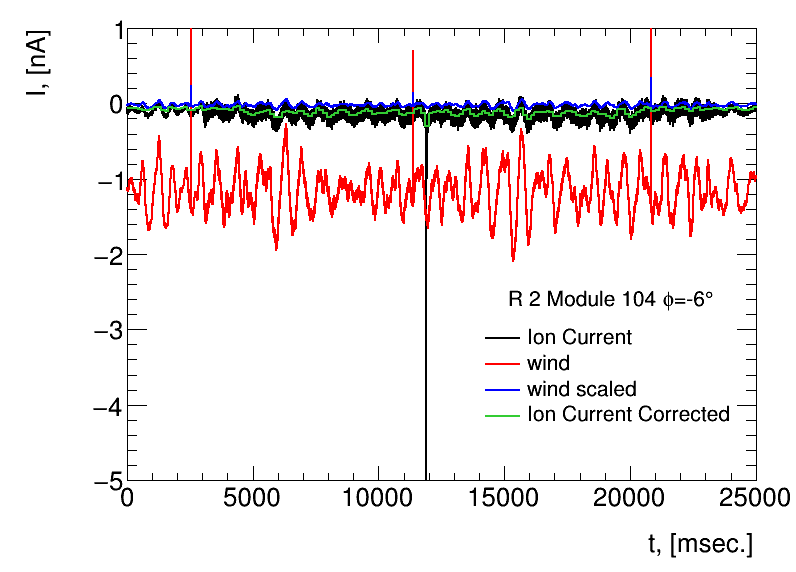 I, [nA]
1
0
−1
−2
−3
−4
−5
R 2 Module 104 ϕ=-6°
Ion Current
wind
wind scaled
Ion Current Corrected
0 5000 10000 15000 20000 25000
t, [msec.]